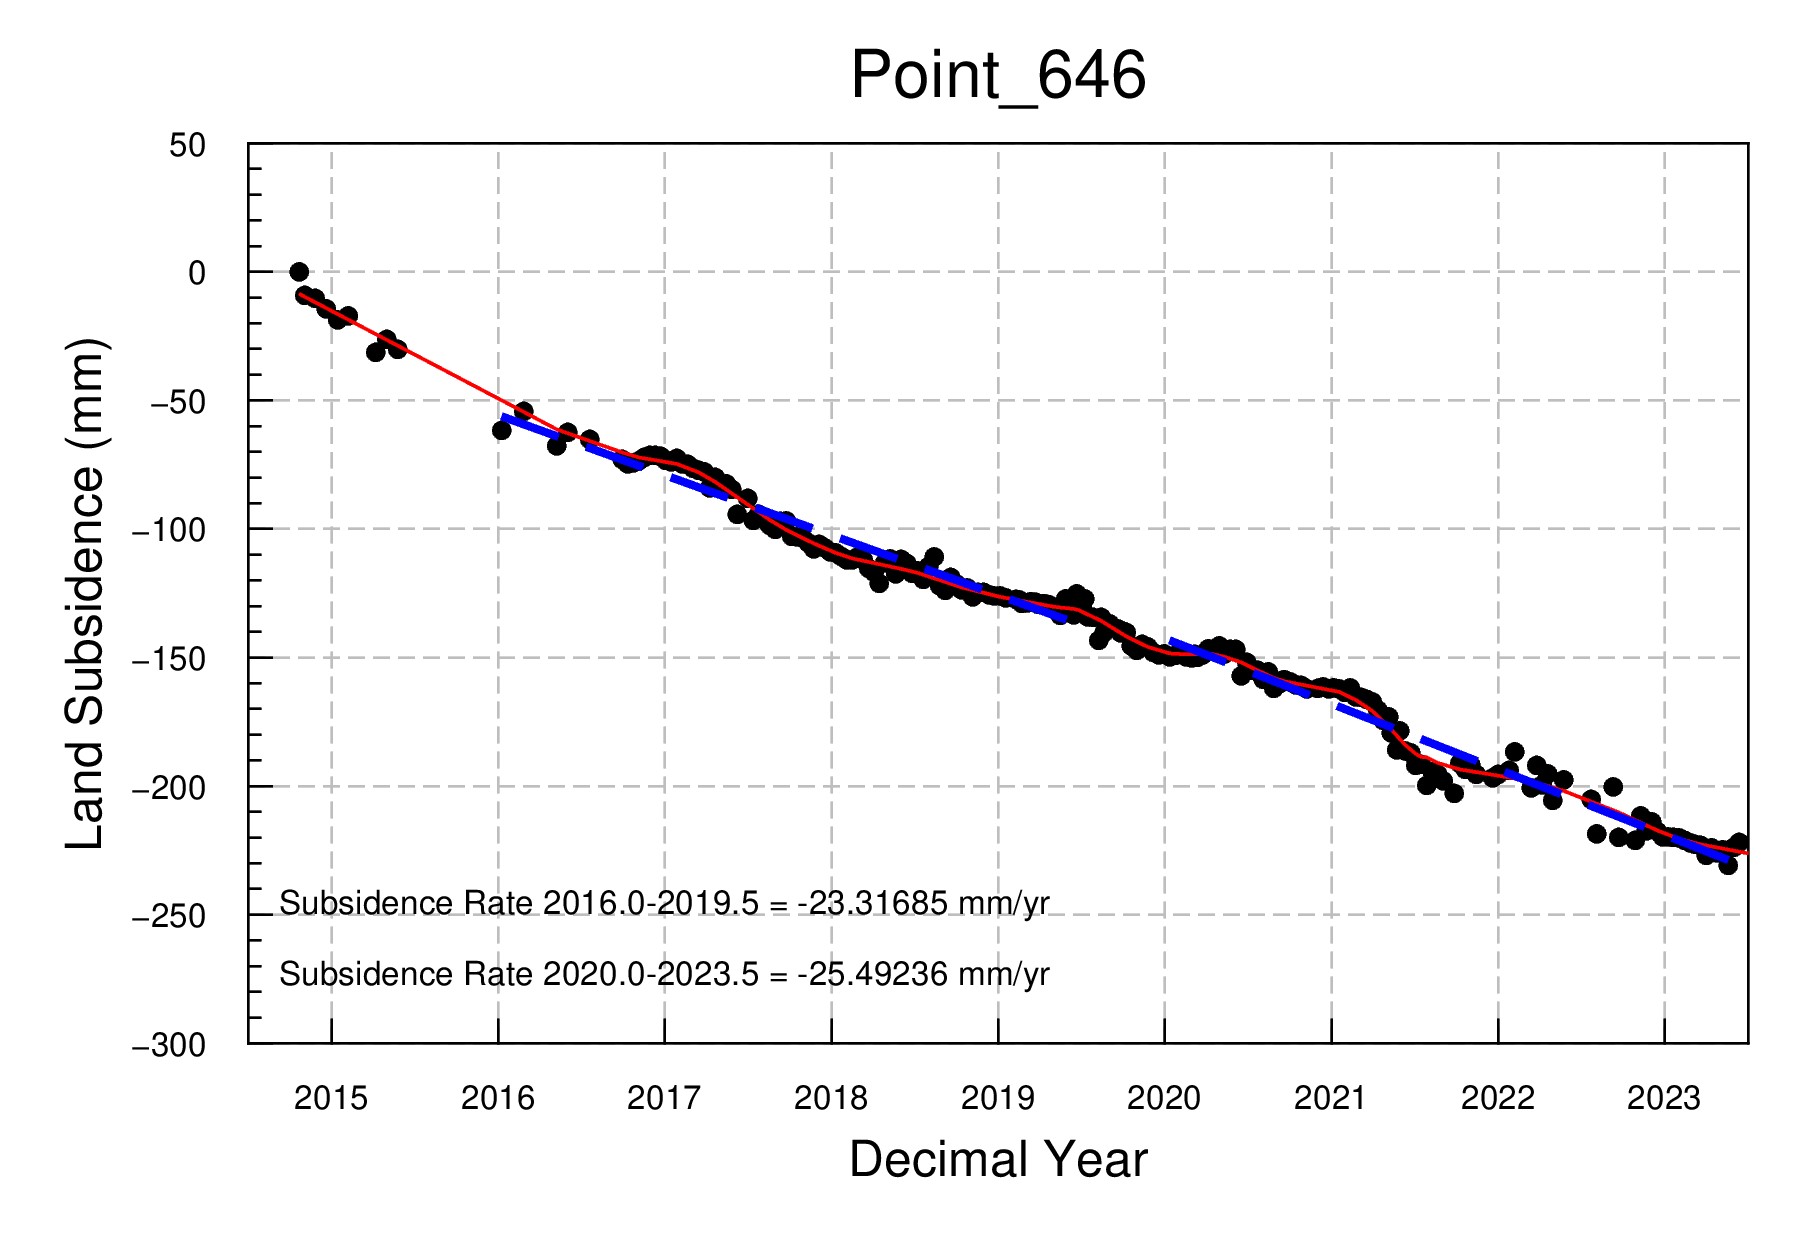 Point_646
50
0
−50
−100
−150
−200
−250
−300
Land Subsidence (mm)
Subsidence Rate 2016.0-2019.5 = -23.31685 mm/yr
Subsidence Rate 2020.0-2023.5 = -25.49236 mm/yr
2015 2016 2017 2018 2019 2020 2021 2022 2023
Decimal Year